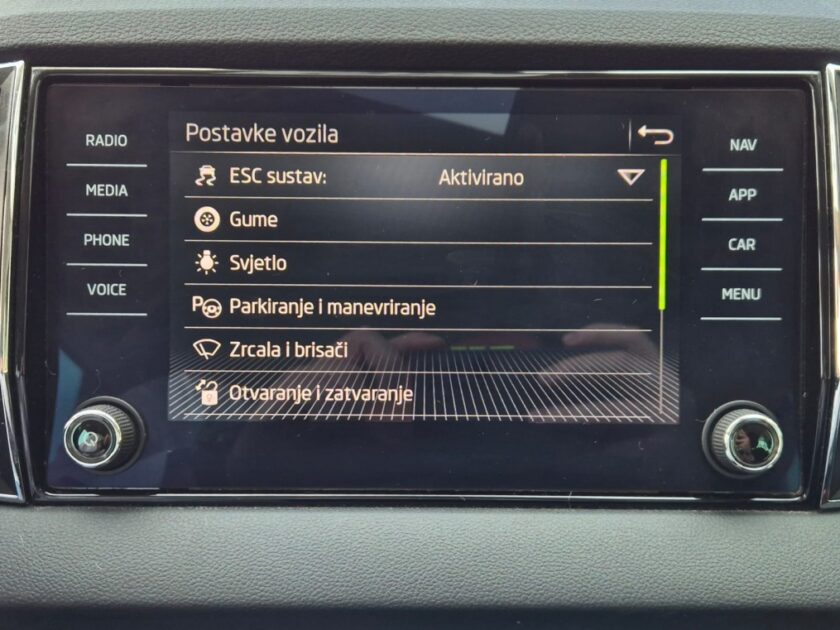 RADIO
MEDIA
PHONE
VOICE
Postavke vozila
ESC sustav: Aktivirano
Gume
Svjetlo
Parkiranje i manevriranje
Zrcala i brisači
Otvaranje i zatvaranje
NAV
APP
CAR
MENU